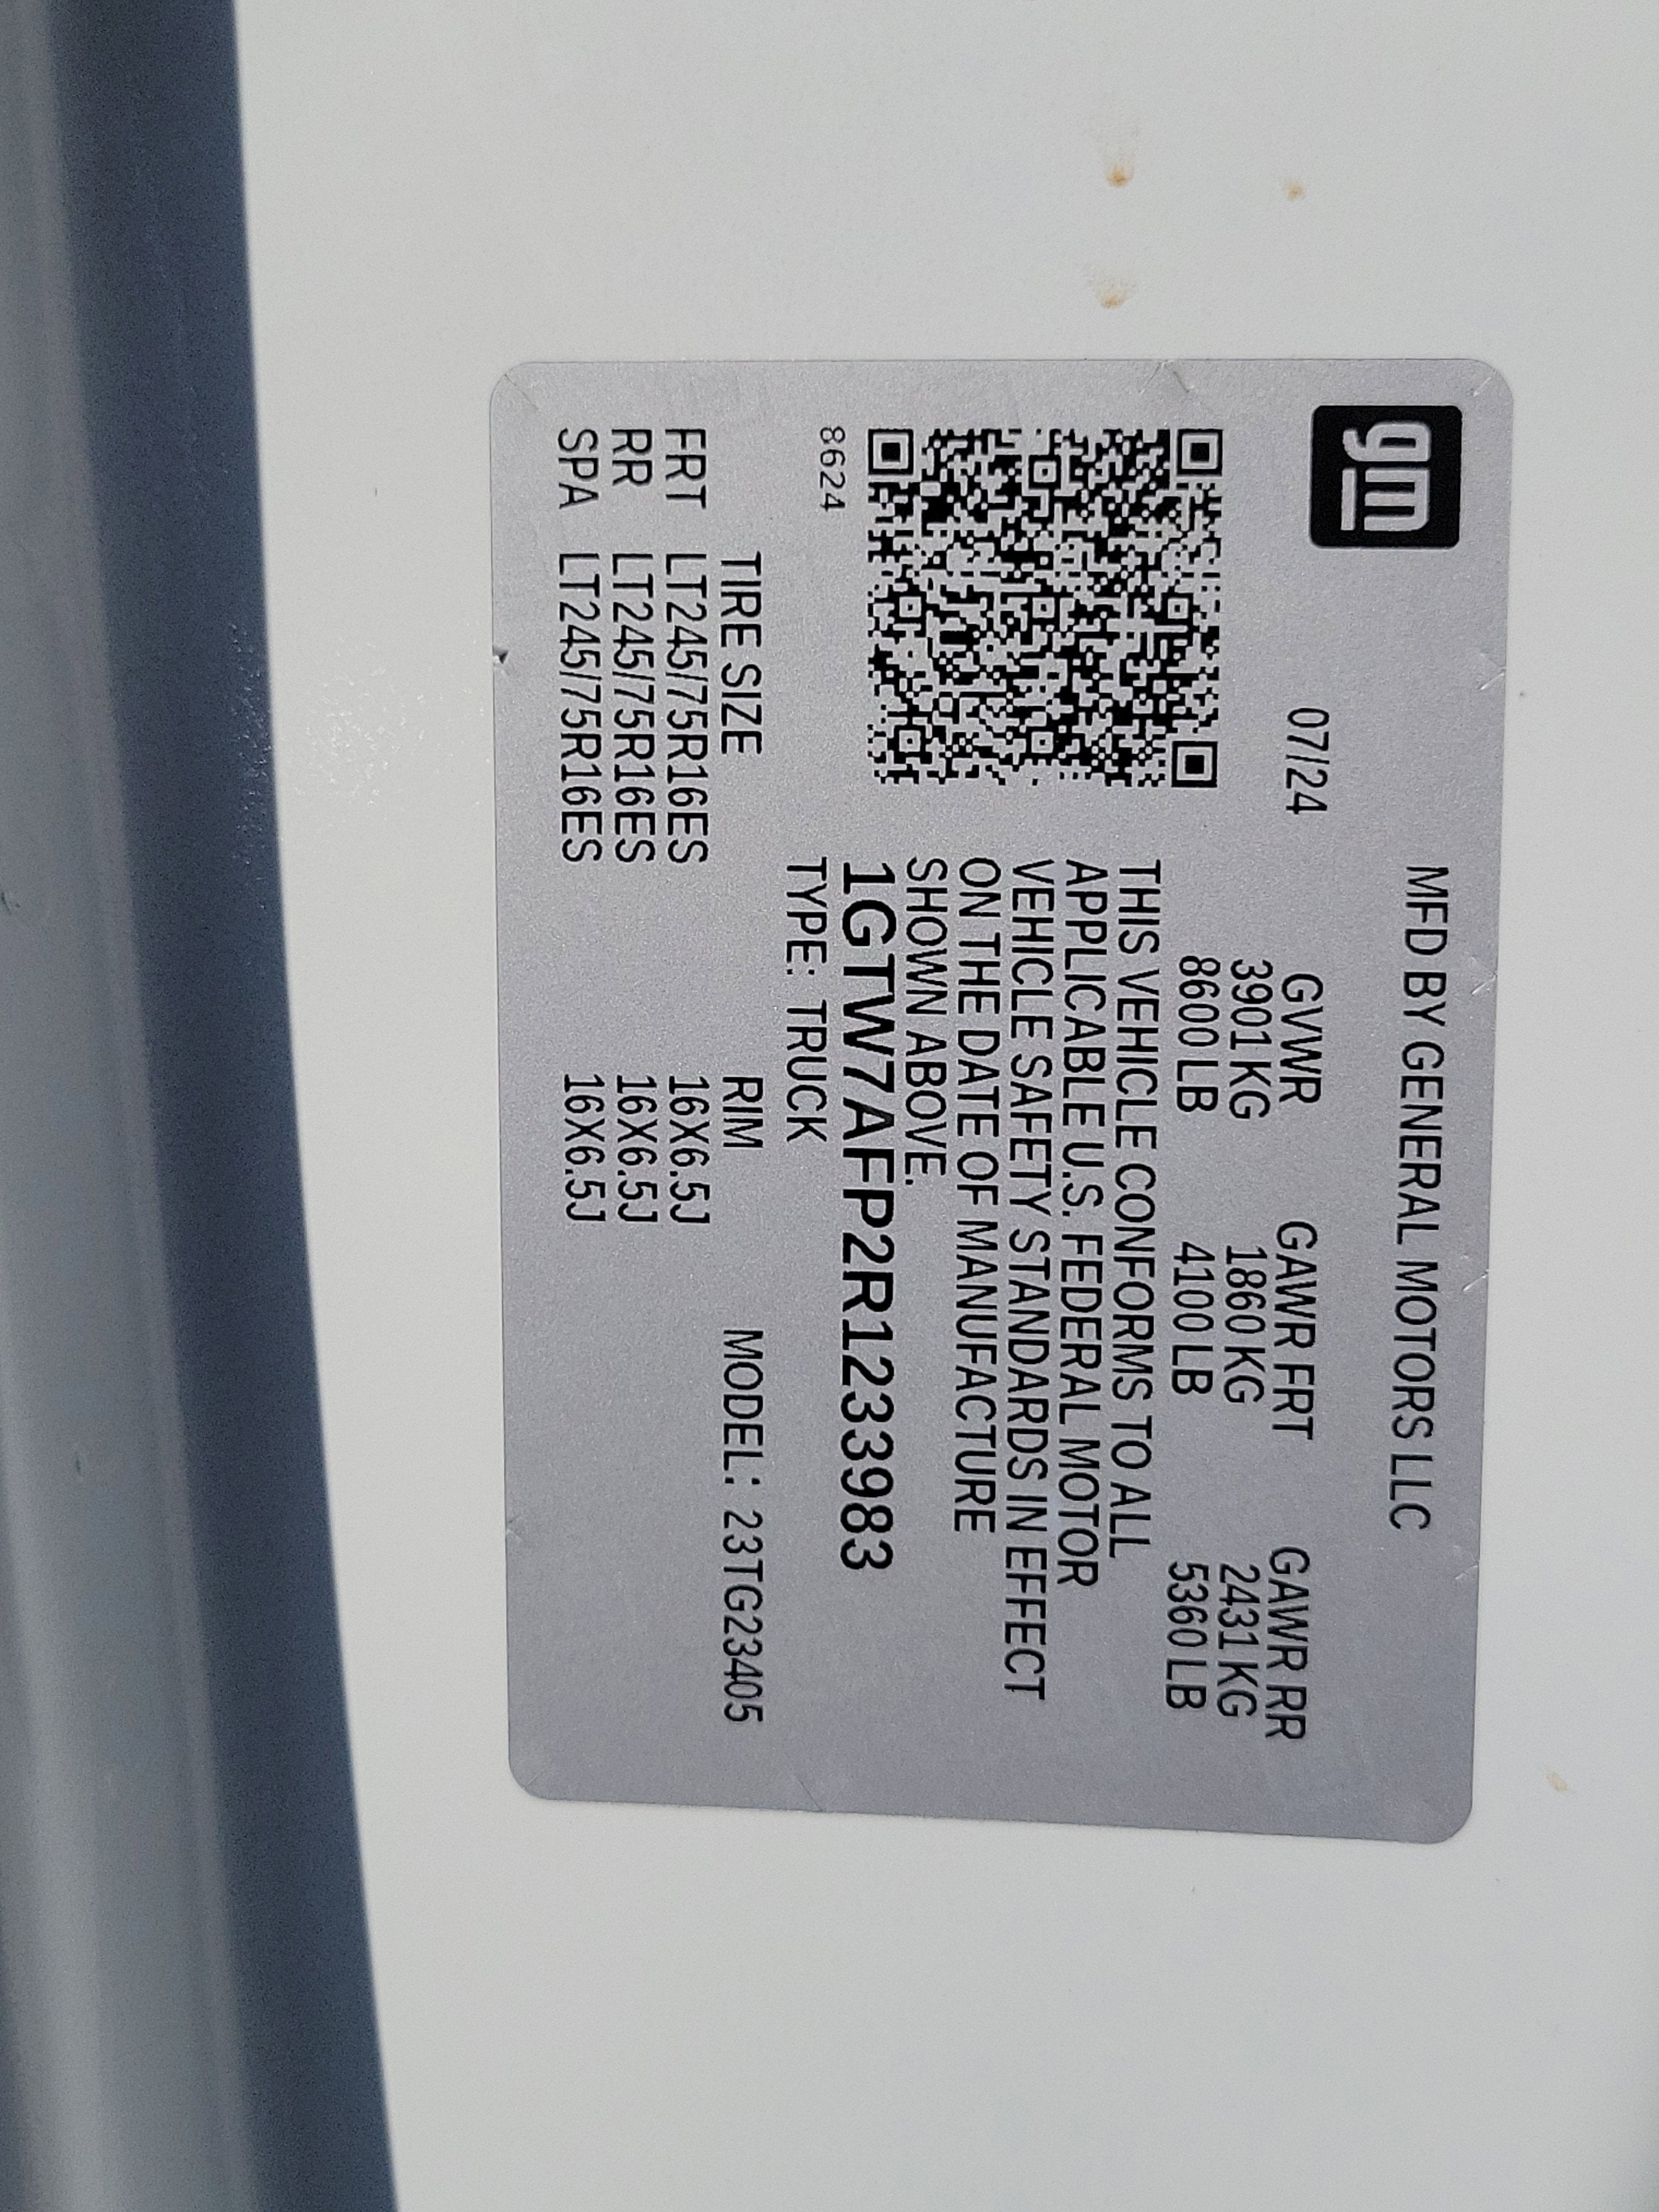 gm
MFD BY GENERAL MOTORS LLC
07/24 GVWR GAWR FRT GAWR RR
3901 KG 1860 KG 2431 KG
8600 LB 4100 LB 5360 LB
THIS VEHICLE CONFORMS TO ALL
APPLICABLE U.S. FEDERAL MOTOR
VEHICLE SAFETY STANDARDS IN EFFECT
ON THE DATE OF MANUFACTURE
SHOWN ABOVE.
1GTW7AFP2R1233983
8624 TYPE: TRUCK
TIRE SIZE RIM MODEL: 23TG23405
FRT LT245/75R16ES 16X6.5J
RR LT245/75R16ES 16X6.5J
SPA LT245/75R16ES 16X6.5J